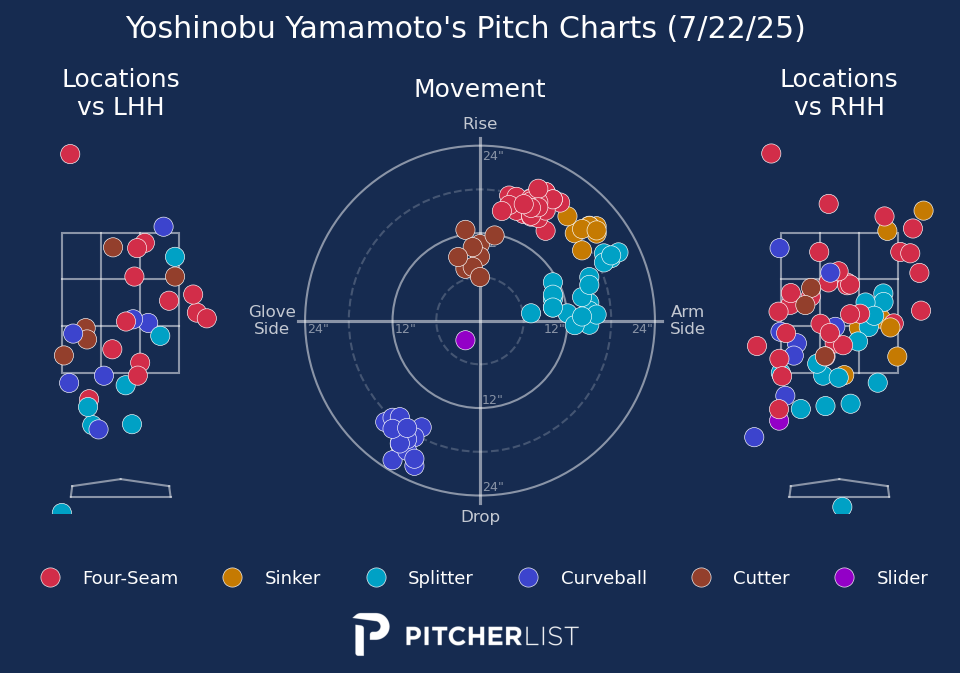 Yoshinobu Yamamoto's Pitch Charts (7/22/25)
Locations
vs LHH
Movement
Locations
vs RHH
Rise
24"
Glove
Side
24"
12"
12"
24"
Arm
Side
12"
24"
Drop
Four-Seam
Sinker
Splitter
Curveball
Cutter
Slider
PITCHERLIST